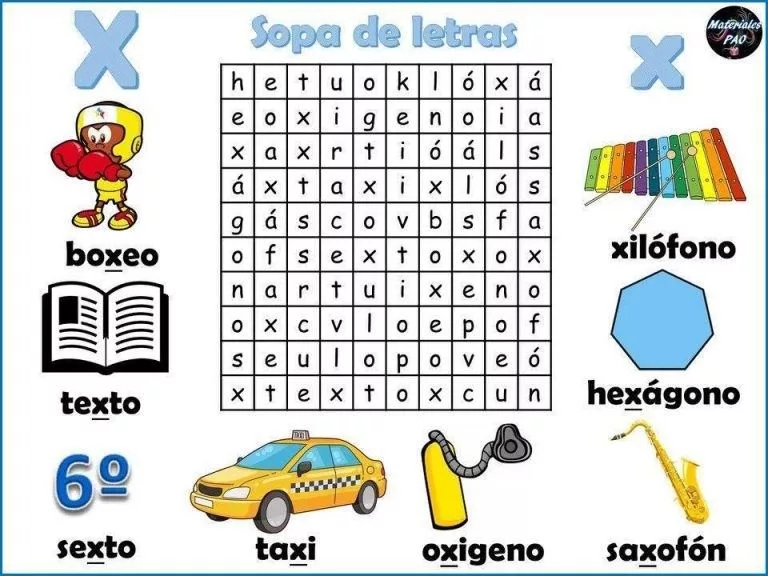 Sopa de letras
Materiales
PAO
X
x
h e t u o k l ó x á
e o x i g e n o i a
x a x r t i ó á l s
á x t a x i x l ó s
g á s c o v b s f a
o f s e x t o x o x
n a r t u i x e n o
o x c v l o e p o f
s e u l o p o v e ó
x t e x t o x c u n
boxeo
xilófono
texto
hexágono
6º
TAXI
sexto
taxi
oxigeno
saxofón